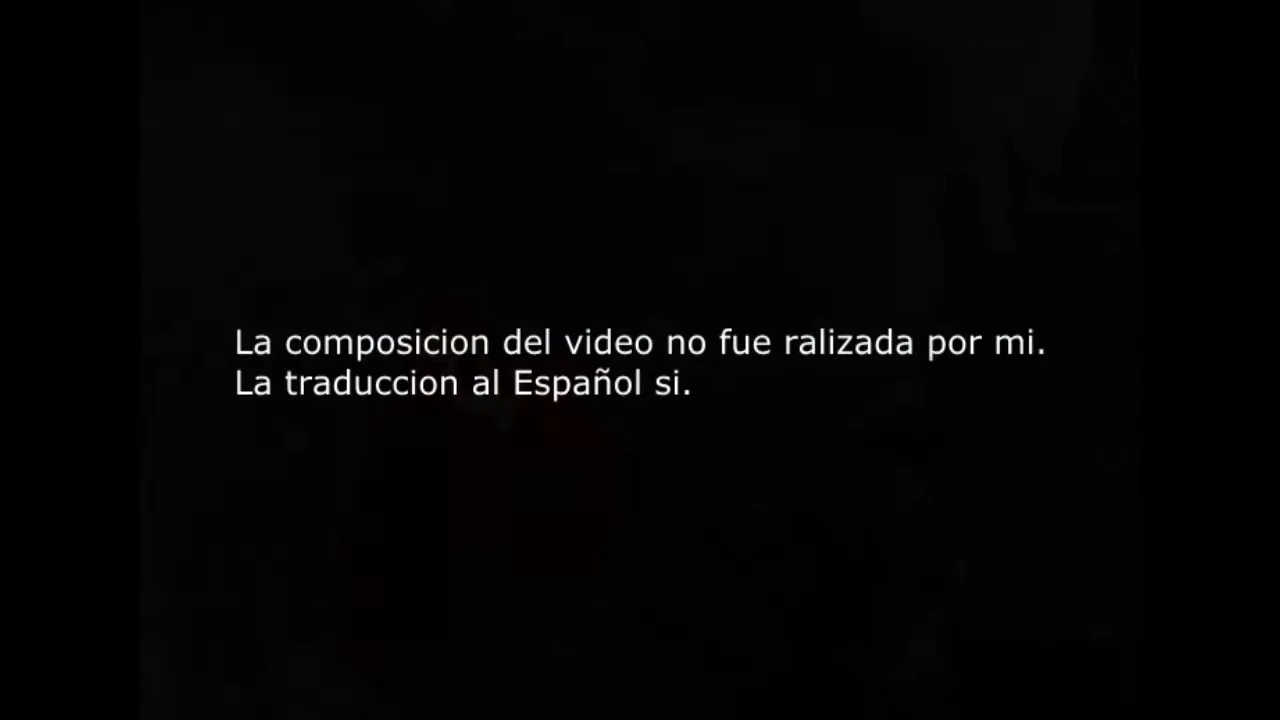 La composicion del video no fue ralizada por mi.
La traduccion al Español si.